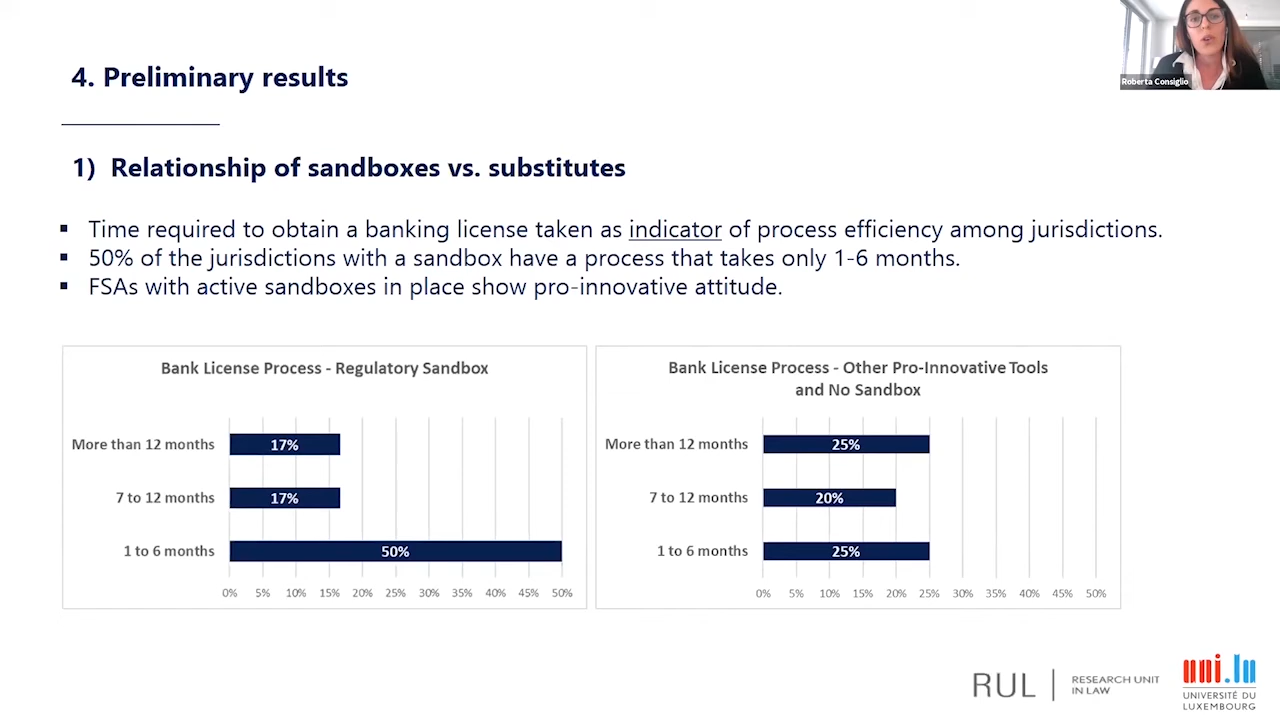 4. Preliminary results
Roberta Consiglio
1) Relationship of sandboxes vs. substitutes
▪ Time required to obtain a banking license taken as indicator of process efficiency among jurisdictions.
▪ 50% of the jurisdictions with a sandbox have a process that takes only 1-6 months.
▪ FSAs with active sandboxes in place show pro-innovative attitude.
Bank License Process - Regulatory Sandbox
More than 12 months 17%
7 to 12 months 17%
1 to 6 months 50%
0% 5% 10% 15% 20% 25% 30% 35% 40% 45% 50%
Bank License Process - Other Pro-Innovative Tools
and No Sandbox
More than 12 months 25%
7 to 12 months 20%
1 to 6 months 25%
0% 5% 10% 15% 20% 25% 30% 35% 40% 45% 50%
RUL
RESEARCH UNIT
IN LAW
uni.lu
UNIVERSITÉ DU
LUXEMBOURG